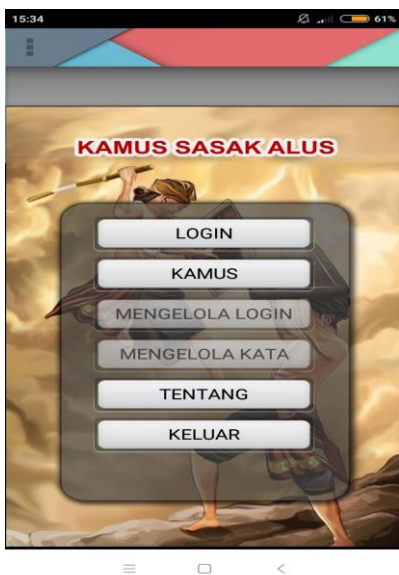 15:34
61%
KAMUS SASAK ALUS
LOGIN
KAMUS
MENGELOLA LOGIN
MENGELOLA KATA
TENTANG
KELUAR